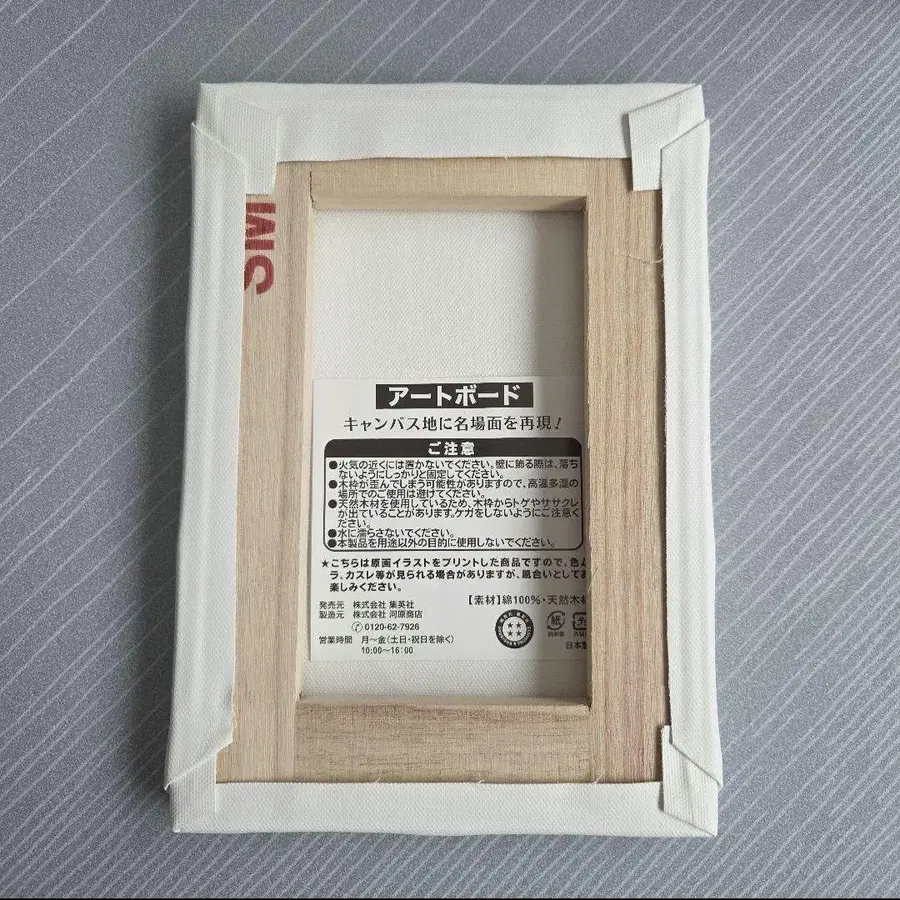 SM
アートボード
キャンバス地に名場面を再現!
ご注意
●火気の近くには置かないでください。壁に飾る際は、落ち
ないようにしっかりと固定してください。
●木枠が歪んでしまう可能性がありますので、高温多湿の
場所でのご使用は避けてください。
●天然木材を使用しているため、木枠からトゲやササクレ
が出ていることがあります。ケガをしないようにご注意く
ださい。
●水に濡らさないでください。
●本製品を用途以外の目的に使用しないでください。
★こちらは原画イラストをプリントした商品ですので、色ム
ラ、カスレ等が見られる場合がありますが、風合いとしてお
楽しみください。
【素材】綿100%・天然木材
発売元 株式会社 集英社
製造元 株式会社 河原商店
0120-62-7926
営業時間 月〜金(土日・祝日を除く)
10:00〜16:00
紙
日本製